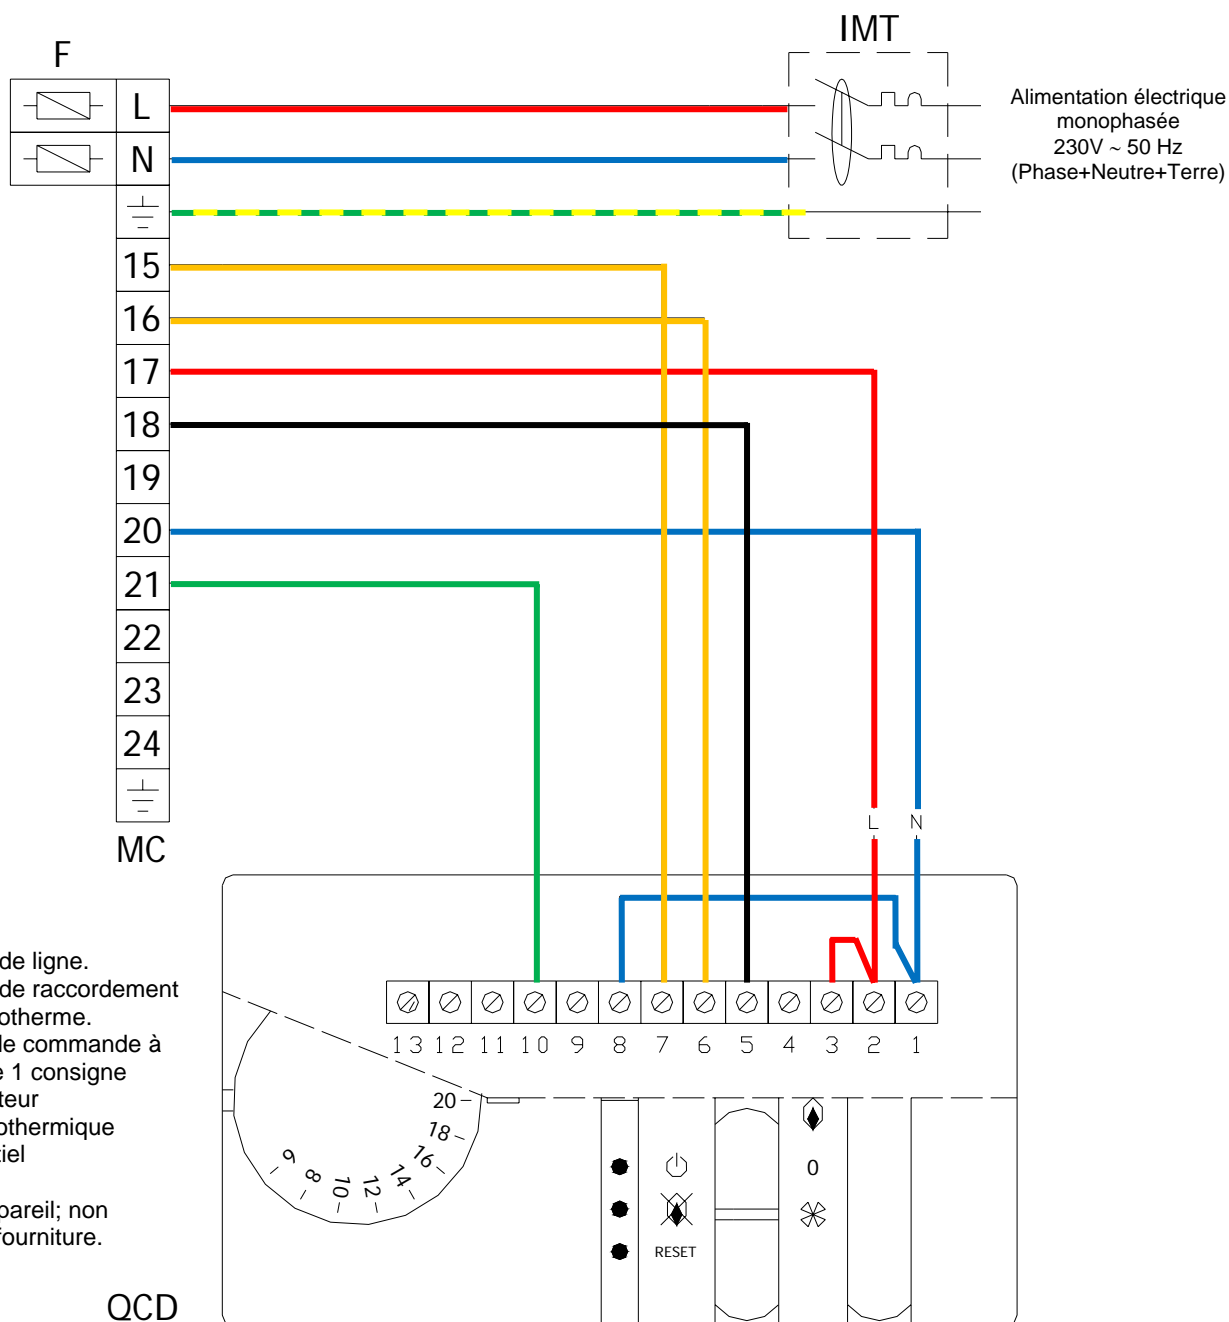 IMT
F
L
N
Alimentation électrique
monophasée
230V ~ 50 Hz
(Phase+Neutre+Terre)
15
16
17
18
19
20
21
22
23
24
MC
L N
de ligne.
de raccordement
otherme.
de commande à
e 1 consigne
teur
othermique
tiel
pareil; non
fourniture.
13 12 11 10 9 8 7 6 5 4 3 2 1
20
18
16
14
12
10
8
6
0
RESET
QCD